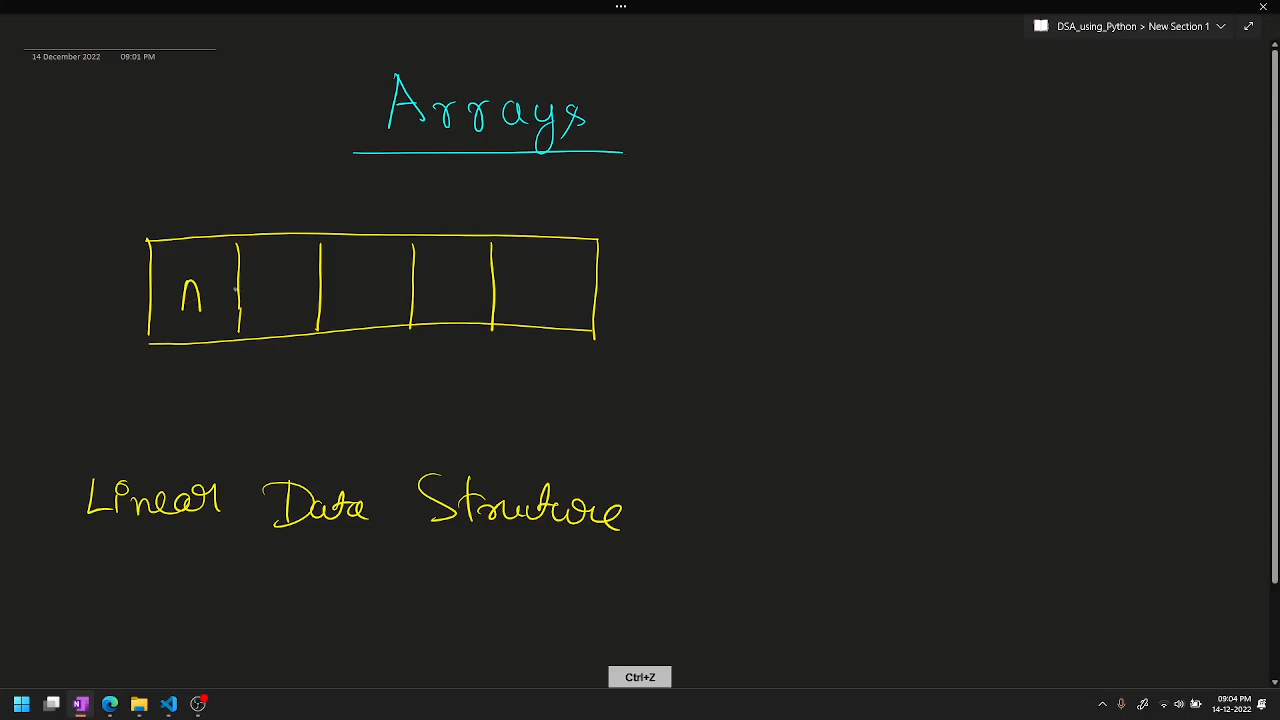 DSA_using_Python > New Section 1
14 December 2022 09:01 PM
Arrays
n
Linear Data Struture
Ctrl+Z
09:04 PM
14-12-2022